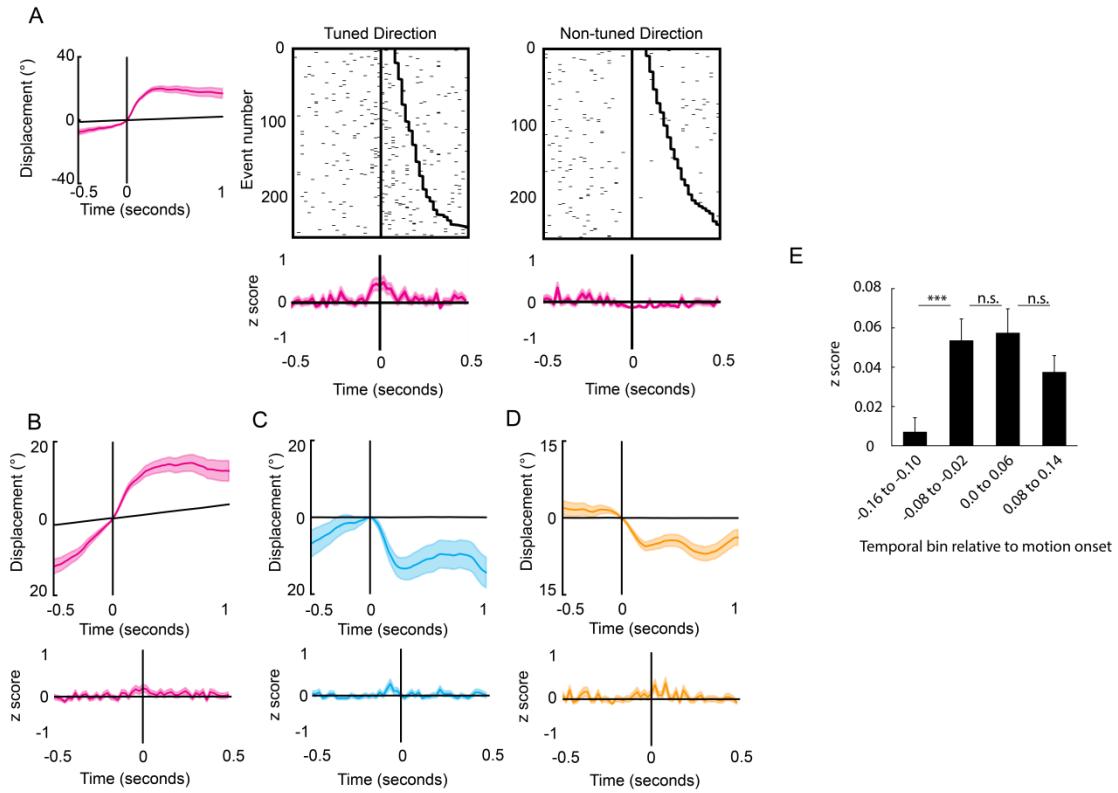 A
Displacement (°)
40
0
-40
-0.5
0
1
Time (seconds)
Tuned Direction
Event number
0
100
200
z score
1
0
-1
-0.5
0
0.5
Time (seconds)
Non-tuned Direction
0
100
200
z score
1
0
-1
-0.5
0
0.5
Time (seconds)
B
Displacement (°)
20
0
20
-0.5
0
1
Time (seconds)
z score
1
0
-1
-0.5
0
0.5
Time (seconds)
C
Displacement (°)
20
0
20
-0.5
0
1
Time (seconds)
z score
1
0
-1
-0.5
0
0.5
Time (seconds)
D
Displacement (°)
15
0
15
-0.5
0
1
Time (seconds)
z score
1
0
-1
-0.5
0
0.5
Time (seconds)
E
z score
0.08
0.06
0.04
0.02
0
***
n.s.
n.s.
-0.16 to -0.10
-0.08 to -0.02
0.0 to 0.06
0.08 to 0.14
Temporal bin relative to motion onset